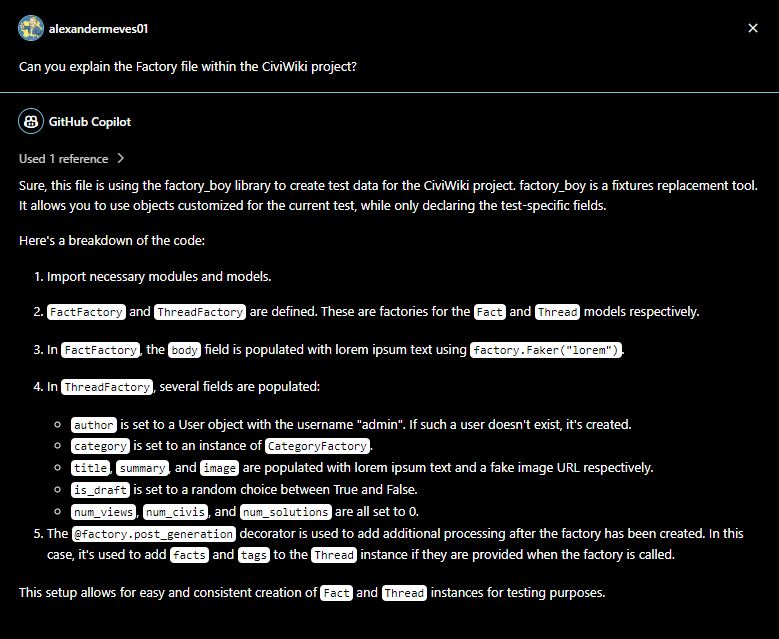 alexandermeves01
Can you explain the Factory file within the CiviWiki project?
GitHub Copilot
Used 1 reference
Sure, this file is using the factory_boy library to create test data for the CiviWiki project. factory_boy is a fixtures replacement tool.
It allows you to use objects customized for the current test, while only declaring the test-specific fields.
Here's a breakdown of the code:
1. Import necessary modules and models.
2. FactFactory and ThreadFactory are defined. These are factories for the Fact and Thread models respectively.
3. In FactFactory, the body field is populated with lorem ipsum text using factory.Faker("lorem").
4. In ThreadFactory, several fields are populated:
author is set to a User object with the username "admin". If such a user doesn't exist, it's created.
category is set to an instance of CategoryFactory.
title, summary, and image are populated with lorem ipsum text and a fake image URL respectively.
is_draft is set to a random choice between True and False.
num_views, num_civis, and num_solutions are all set to 0.
5. The @factory.post_generation decorator is used to add additional processing after the factory has been created. In this
case, it's used to add facts and tags to the Thread instance if they are provided when the factory is called.
This setup allows for easy and consistent creation of Fact and Thread instances for testing purposes.